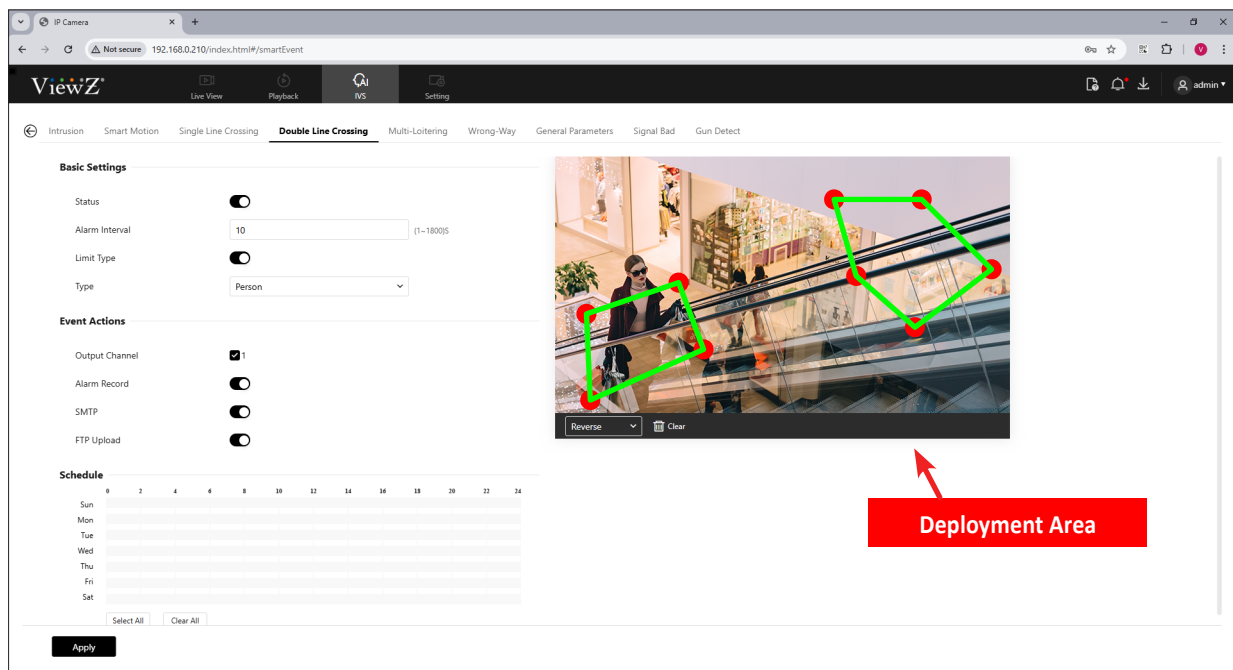 IP Camera
Not secure 192.168.0.210/index.html#/smartEvent
V
ViewZ
Live View
Playback
AI
IVS
Setting
admin
Intrusion Smart Motion Single Line Crossing Double Line Crossing Multi-Loitering Wrong-Way General Parameters Signal Bad Gun Detect
Basic Settings
Status
Alarm Interval 10 (1~1800)S
Limit Type
Type Person
Event Actions
Output Channel 1
Alarm Record
SMTP
FTP Upload
Reverse Clear
Deployment Area
Schedule
0 2 4 6 8 10 12 14 16 18 20 22 24
Sun
Mon
Tue
Wed
Thu
Fri
Sat
Select All Clear All
Apply